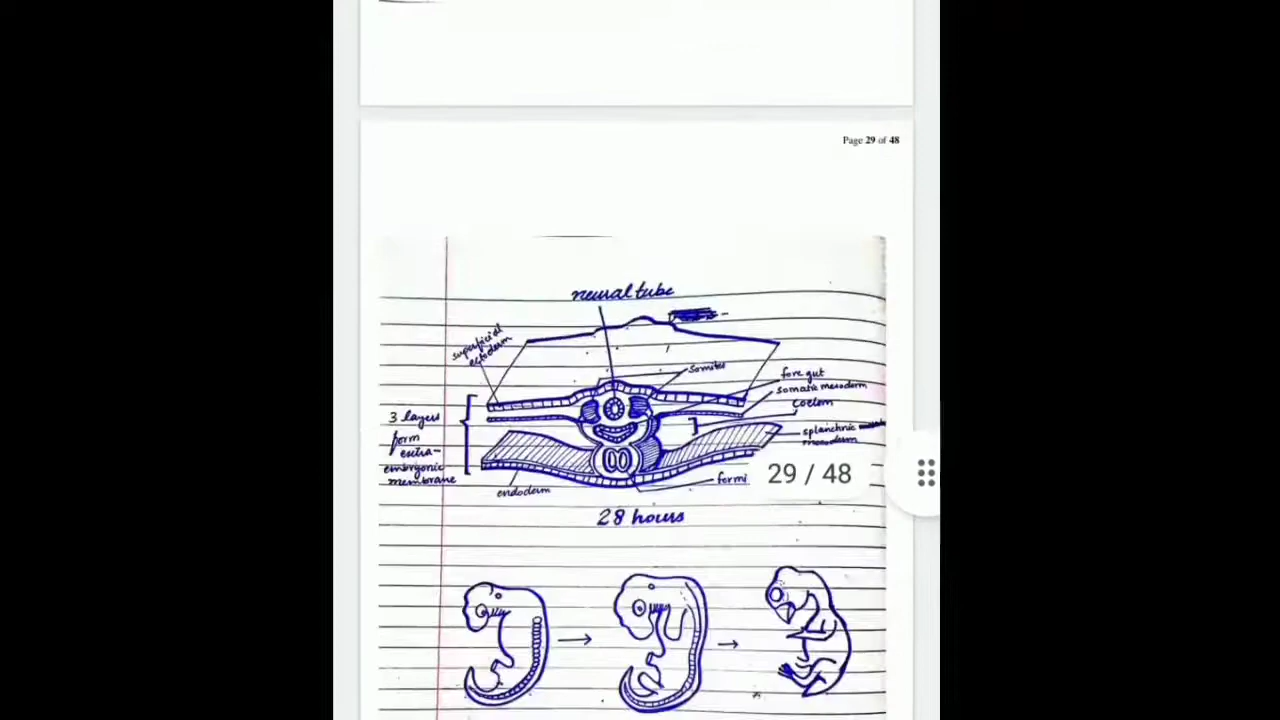 Page 29 of 48
neural tube
superficial
ectoderm
somites
fore gut
somatic mesoderm
coelom
3 layers
form
extra-
embryonic
membrane
splanchnic
mesoderm
29 / 48
endoderm
formi
28 hours